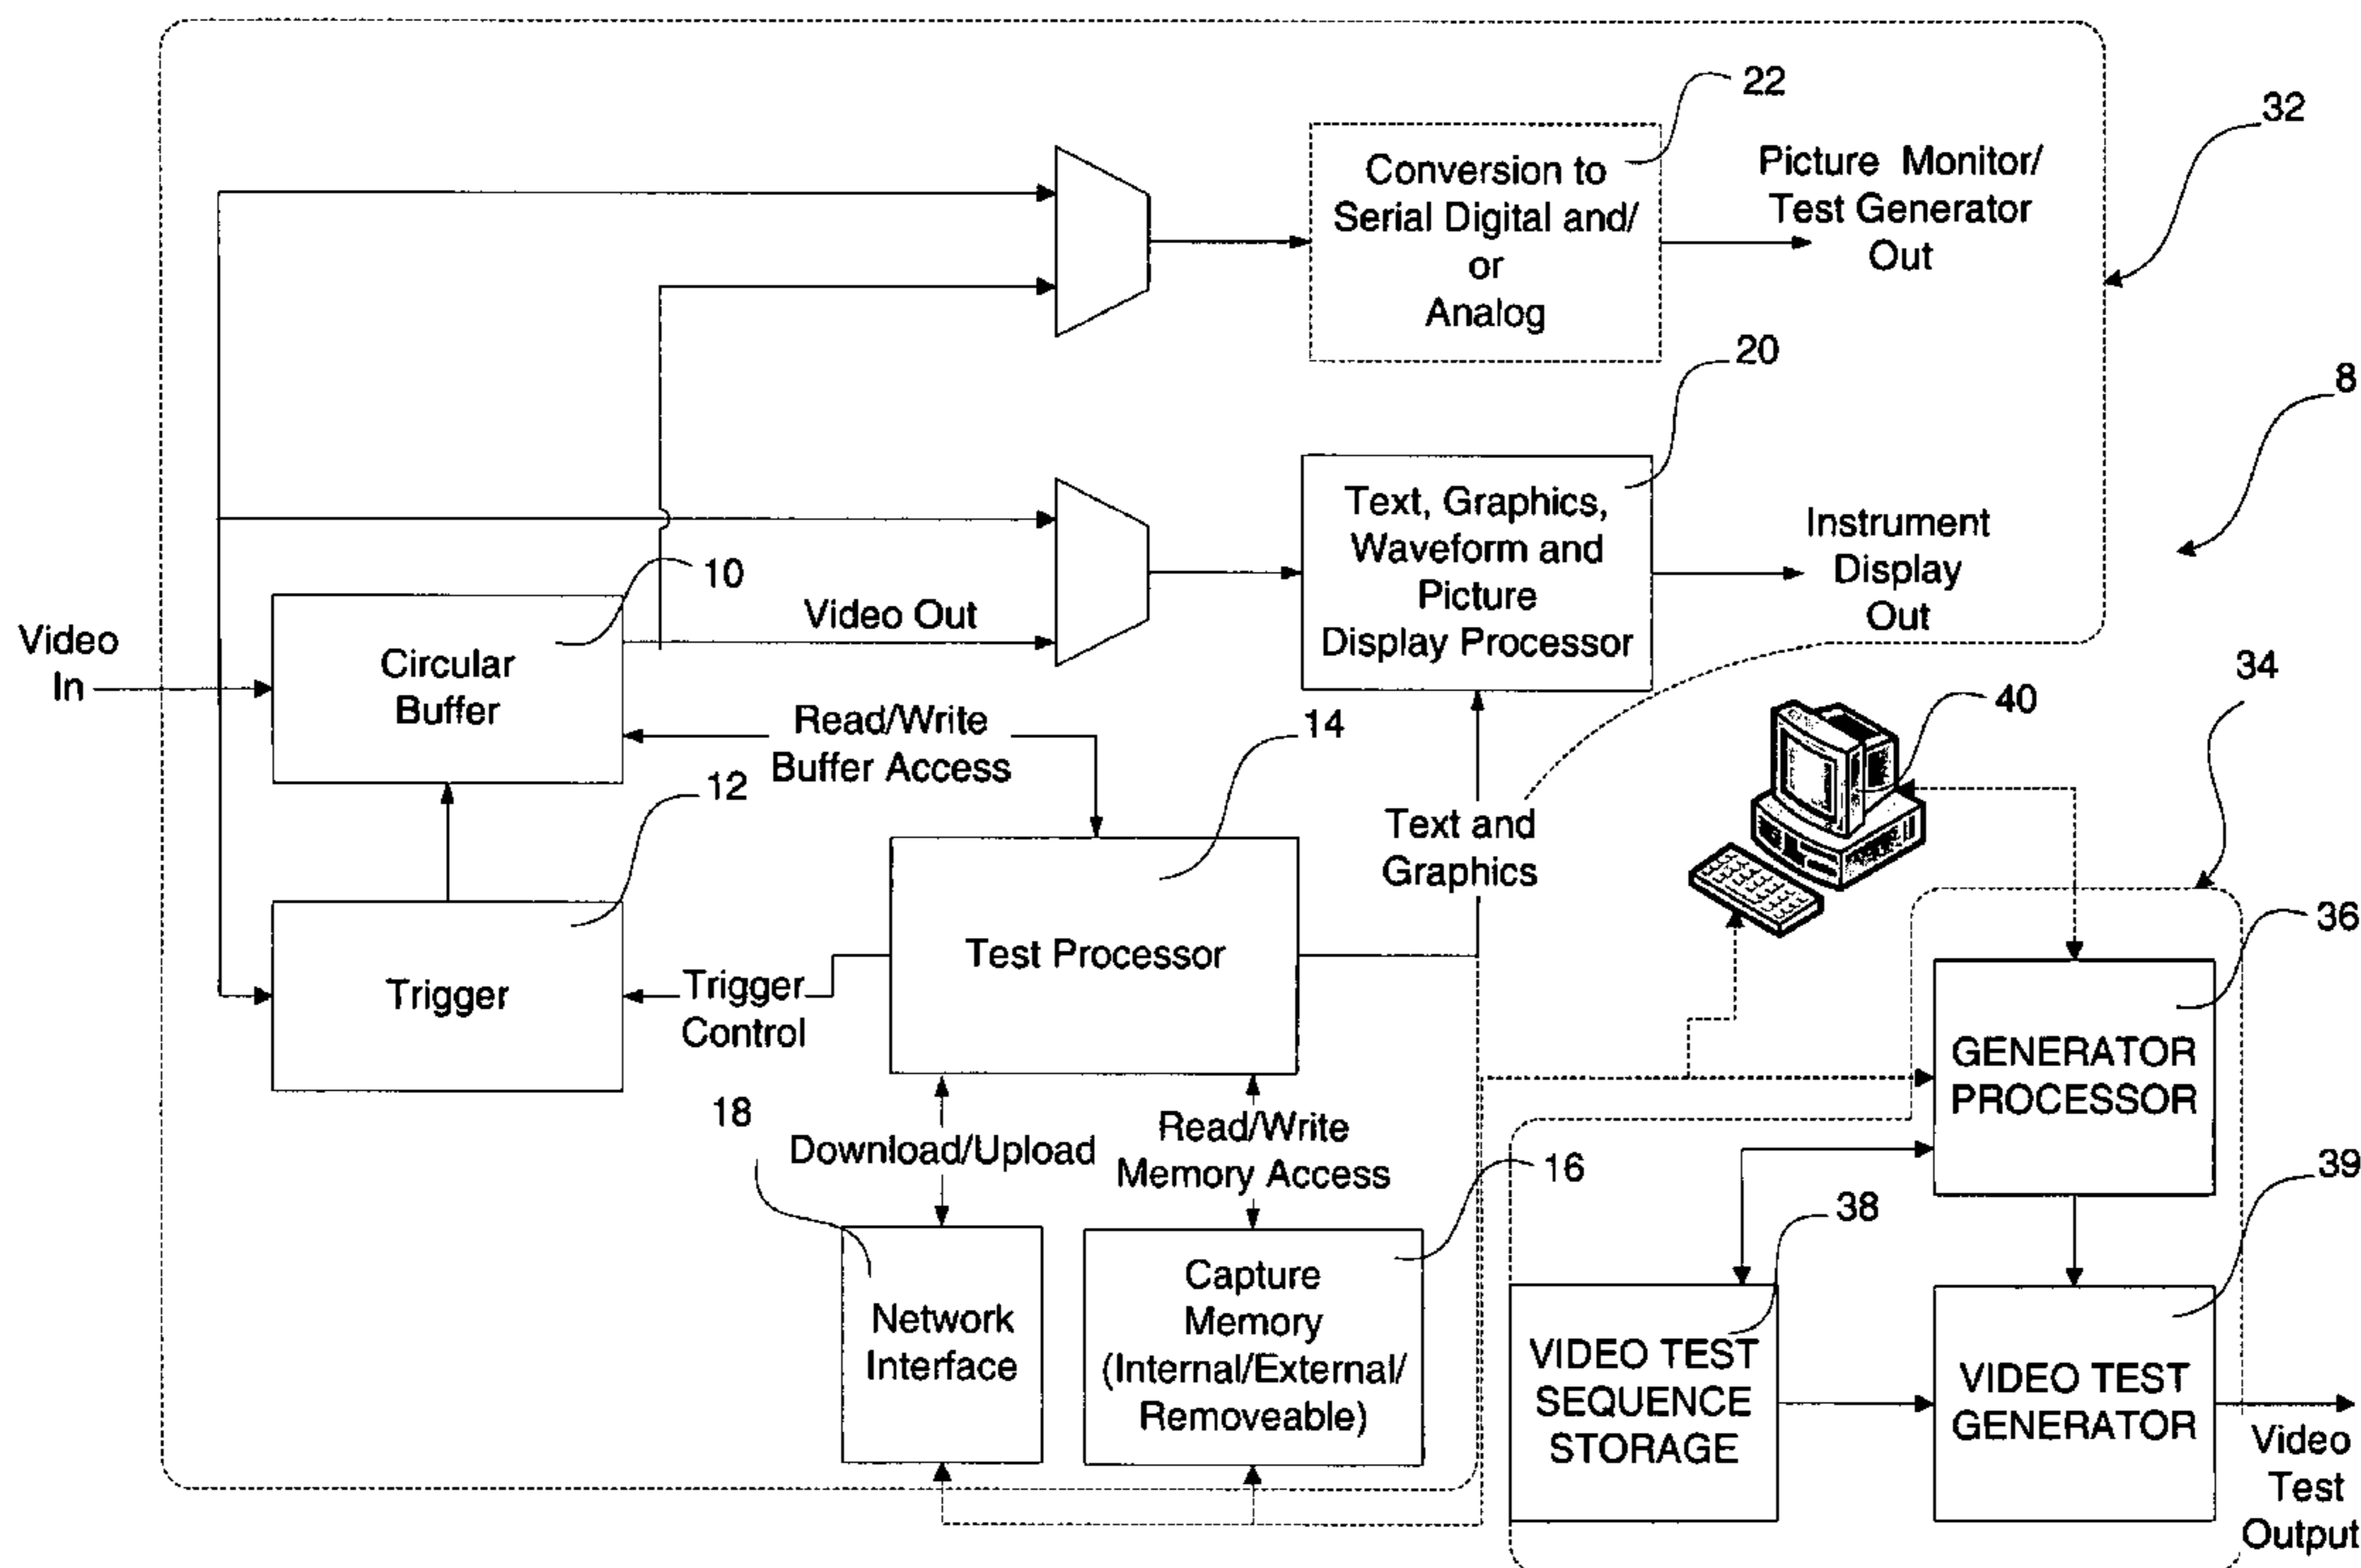 22
32
Conversion to
Serial Digital and/
or
Analog
Picture Monitor/
Test Generator
Out
20
8
Text, Graphics,
Waveform and
Picture
Display Processor
Instrument
Display
Out
10
Video Out
Video
In
Circular
Buffer
34
40
Read/Write
Buffer Access
14
12
Text and
Graphics
36
Test Processor
Trigger
Trigger
Control
GENERATOR
PROCESSOR
18
Download/Upload
Read/Write
Memory Access
16
39
38
Network
Interface
Capture
Memory
(Internal/External/
Removeable)
VIDEO TEST
SEQUENCE
STORAGE
VIDEO TEST
GENERATOR
Video
Test
Output